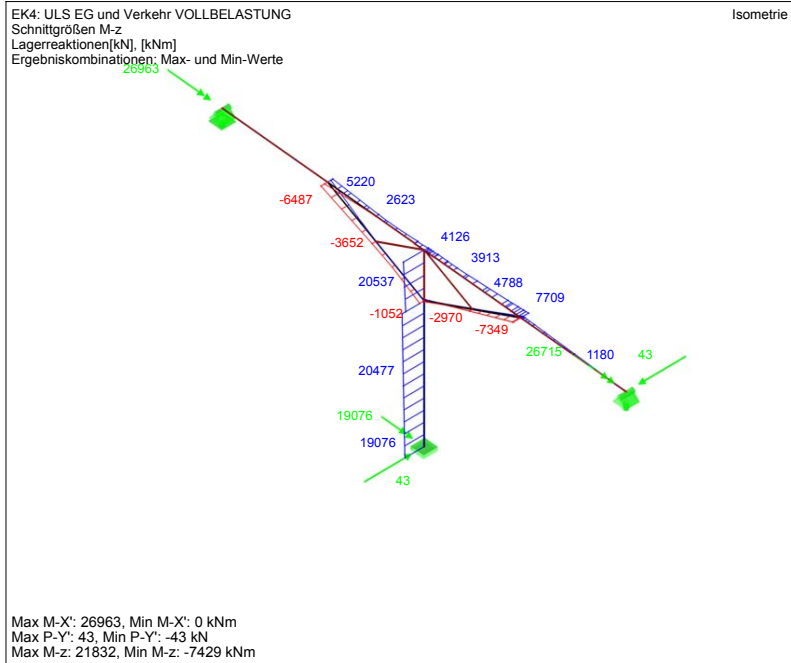 EK4: ULS EG und Verkehr VOLLBELASTUNG
Isometrie
Schnittgrößen M-z
Lagerreaktionen[kN], [kNm]
Ergebniskombinationen: Max- und Min-Werte
26963
5220
-6487
2623
4126
-3652
3913
20537
4788
7709
-1052
-2970
-7349
26715
1180
43
20477
19076
19076
43
Max M-X': 26963, Min M-X': 0 kNm
Max P-Y': 43, Min P-Y': -43 kN
Max M-z: 21832, Min M-z: -7429 kNm